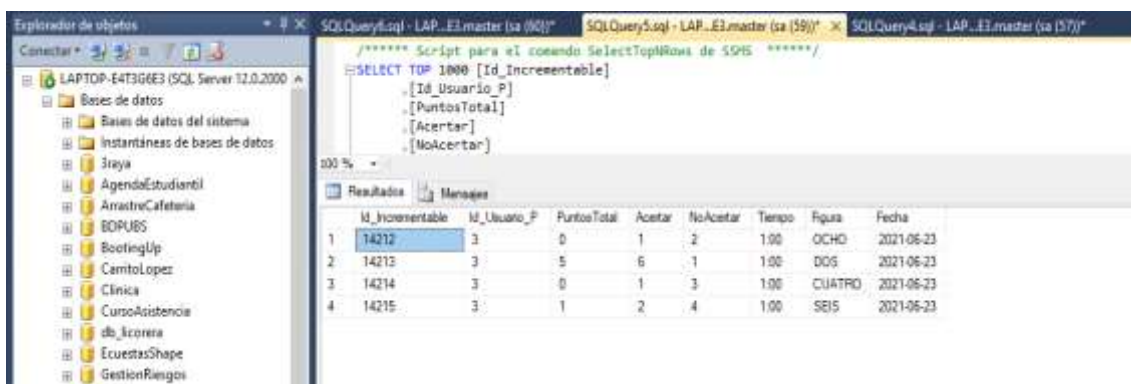 Explorador de objetos
Conectar
LAPTOP-E4T3G6E3 (SQL Server 12.0.2000
Bases de datos
Bases de datos del sistema
Instantáneas de bases de datos
3raya
AgendaEstudiantil
ArrastreCafeteria
BDPUBS
BootingUp
CarritoLopez
Clinica
CursoAsistencia
db_licorera
EcuestasShape
GestionRiesgos
SQLQuery6.sql - LAP...E3.master (sa (60))* SQLQuery5.sql - LAP...E3.master (sa (59))* SQLQuery4.sql - LAP...E3.master (sa (57))*
/****** Script para el comando SelectTopNRows de SSMS ******/
SELECT TOP 1000 [Id_Incrementable]
,[Id_Usuario_P]
,[PuntosTotal]
,[Acertar]
,[NoAcertar]
100 %
Resultados Mensajes
Id_Incrementable Id_Usuario_P PuntosTotal Acertar NoAcertar Tiempo Figura Fecha
1 14212 3 0 1 2 1:00 OCHO 2021-06-23
2 14213 3 5 6 1 1:00 DOS 2021-06-23
3 14214 3 0 1 3 1:00 CUATRO 2021-06-23
4 14215 3 1 2 4 1:00 SEIS 2021-06-23